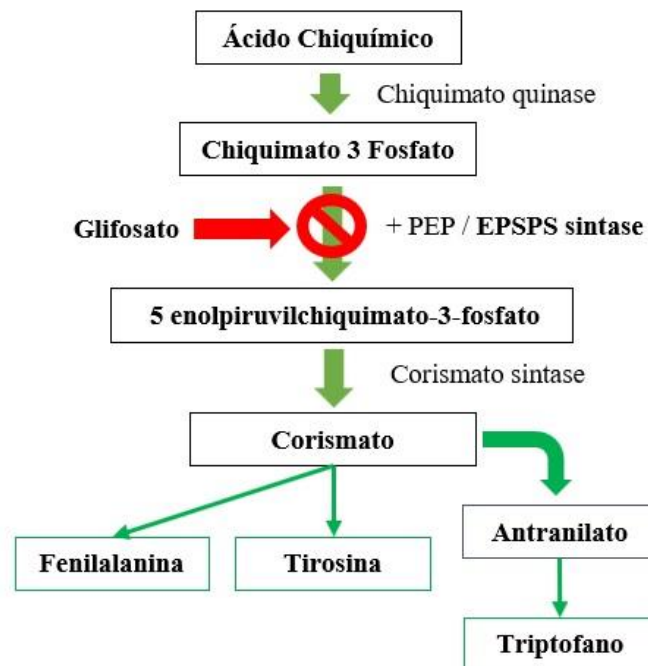 Ácido Chiquímico
Chiquimato quinase
Chiquimato 3 Fosfato
Glifosato
+ PEP / EPSPS sintase
5 enolpiruvilchiquimato-3-fosfato
Corismato sintase
Corismato
Antranilato
Fenilalanina
Tirosina
Triptofano